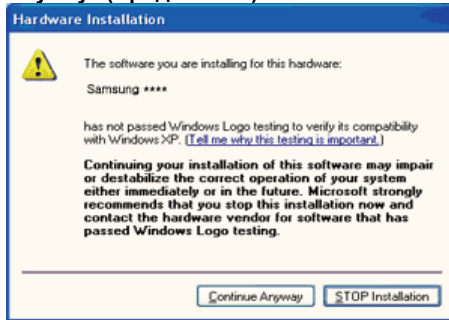 Hardware Installation
The software you are installing for this hardware:
Samsung ****
has not passed Windows Logo testing to verify its compatibility
with Windows XP. (Tell me why this testing is important.)
Continuing your installation of this software may impair
or destabilize the correct operation of your system
either immediately or in the future. Microsoft strongly
recommends that you stop this installation now and
contact the hardware vendor for software that has
passed Windows Logo testing.
Continue Anyway STOP Installation